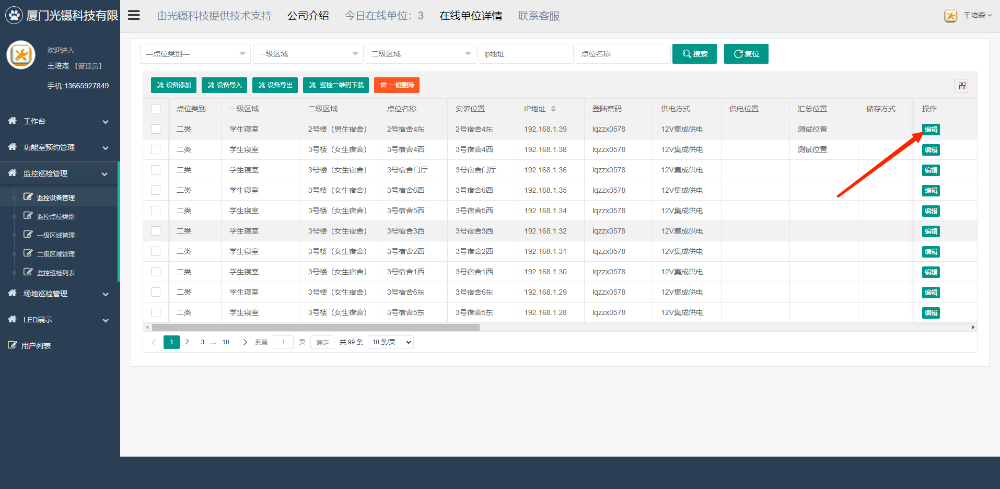 厦门光镊科技有限
由光镊科技提供技术支持 公司介绍 今日在线单位：3 在线单位详情 联系客服
王培森
欢迎进入
王培森 【管理员】
手机:13665927849
工作台
功能室预约管理
监控巡检管理
监控设备管理
监控点位类别
一级区域管理
二级区域管理
监控巡检列表
场地巡检管理
LED展示
用户列表
—点位类别— 一级区域 二级区域 ip地址 点位名称 搜索 复位
设备添加 设备导入 设备导出 巡检二维码下载 一键删除
点位类别 一级区域 二级区域 点位名称 安装位置 IP地址 登陆密码 供电方式 供电位置 汇总位置 储存方式 操作
二类 学生寝室 2号楼（男生宿舍） 2号宿舍4东 2号宿舍4东 192.168.1.39 lqzzx0578 12V集成供电 测试位置 编辑
二类 学生寝室 3号楼（女生宿舍） 3号宿舍4西 3号宿舍4西 192.168.1.38 lqzzx0578 12V集成供电 测试位置 编辑
二类 学生寝室 3号楼（女生宿舍） 3号宿舍门厅 3号宿舍门厅 192.168.1.36 lqzzx0578 12V集成供电 编辑
二类 学生寝室 3号楼（女生宿舍） 3号宿舍6西 3号宿舍6西 192.168.1.35 lqzzx0578 12V集成供电 编辑
二类 学生寝室 3号楼（女生宿舍） 3号宿舍5西 3号宿舍5西 192.168.1.34 lqzzx0578 12V集成供电 编辑
二类 学生寝室 3号楼（女生宿舍） 3号宿舍3西 3号宿舍3西 192.168.1.32 lqzzx0578 12V集成供电 编辑
二类 学生寝室 3号楼（女生宿舍） 3号宿舍2西 3号宿舍2西 192.168.1.31 lqzzx0578 12V集成供电 编辑
二类 学生寝室 3号楼（女生宿舍） 3号宿舍1西 3号宿舍1西 192.168.1.30 lqzzx0578 12V集成供电 编辑
二类 学生寝室 3号楼（女生宿舍） 3号宿舍6东 3号宿舍6东 192.168.1.29 lqzzx0578 12V集成供电 编辑
二类 学生寝室 3号楼（女生宿舍） 3号宿舍5东 3号宿舍5东 192.168.1.28 lqzzx0578 12V集成供电 编辑
1 2 3 … 10 到第 1 页 确定 共 99 条 10 条/页